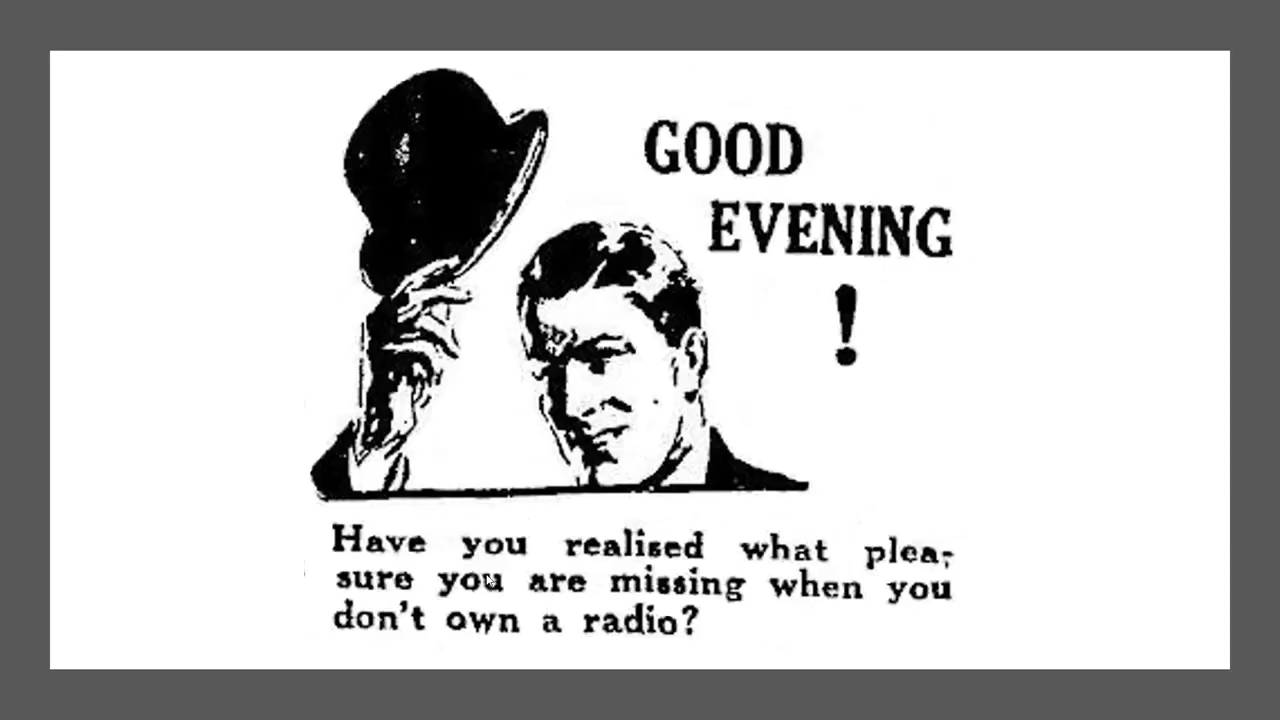 GOOD
EVENING
!
Have you realised what plea-
sure you are missing when you
don't own a radio?